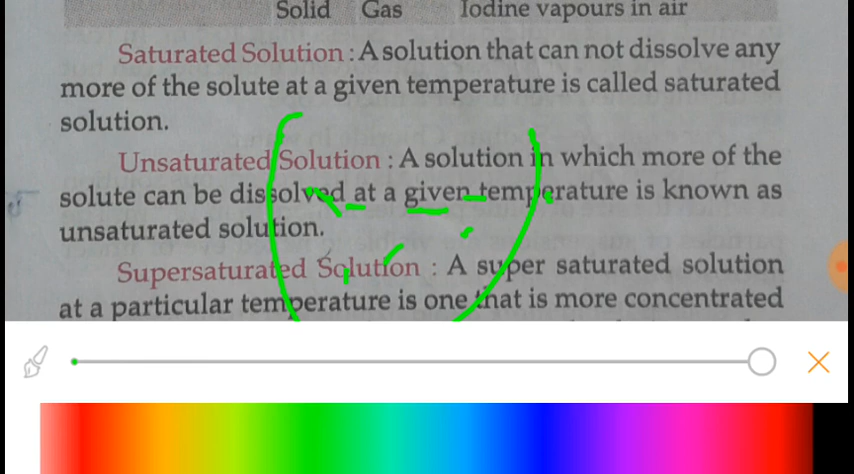 Solid Gas Iodine vapours in air
Saturated Solution : A solution that can not dissolve any
more of the solute at a given temperature is called saturated
solution.
Unsaturated Solution : A solution in which more of the
solute can be dissolved at a given temperature is known as
unsaturated solution.
Supersaturated Solution : A super saturated solution
at a particular temperature is one that is more concentrated